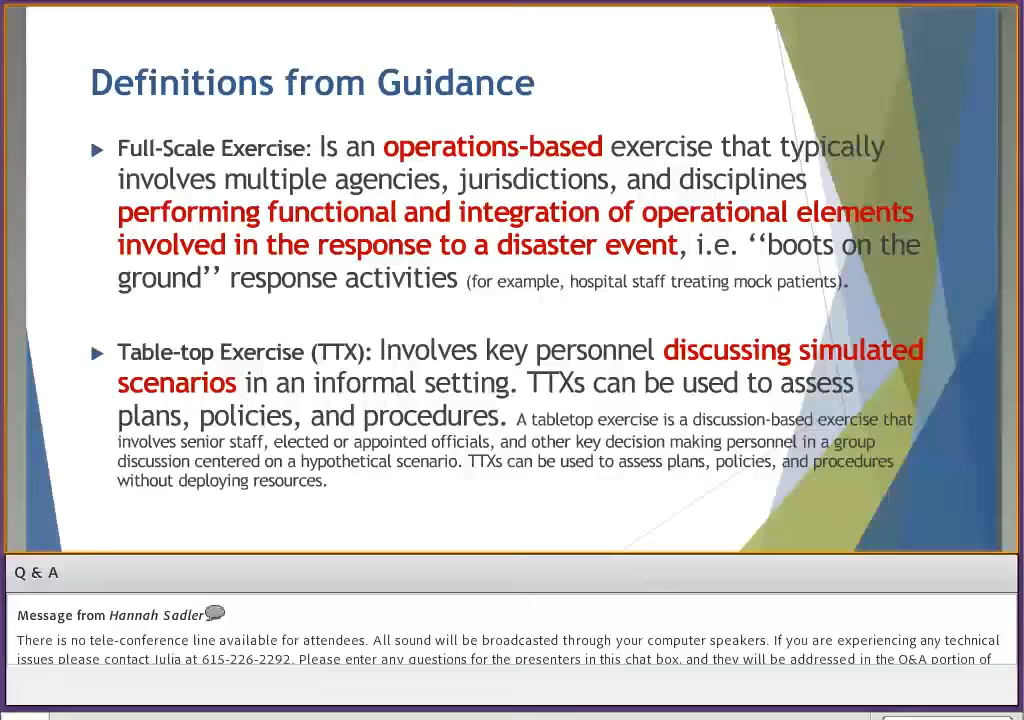 Definitions from Guidance
Full-Scale Exercise: Is an operations-based exercise that typically
involves multiple agencies, jurisdictions, and disciplines
performing functional and integration of operational elements
involved in the response to a disaster event, i.e. ‘‘boots on the
ground’’ response activities (for example, hospital staff treating mock patients).
Table-top Exercise (TTX): Involves key personnel discussing simulated
scenarios in an informal setting. TTXs can be used to assess
plans, policies, and procedures. A tabletop exercise is a discussion-based exercise that
involves senior staff, elected or appointed officials, and other key decision making personnel in a group
discussion centered on a hypothetical scenario. TTXs can be used to assess plans, policies, and procedures
without deploying resources.
Q & A
Message from Hannah Sadler
There is no tele-conference line available for attendees. All sound will be broadcasted through your computer speakers. If you are experiencing any technical
issues please contact Julia at 615-226-2292. Please enter any questions for the presenters in this chat box, and they will be addressed in the Q&A portion of